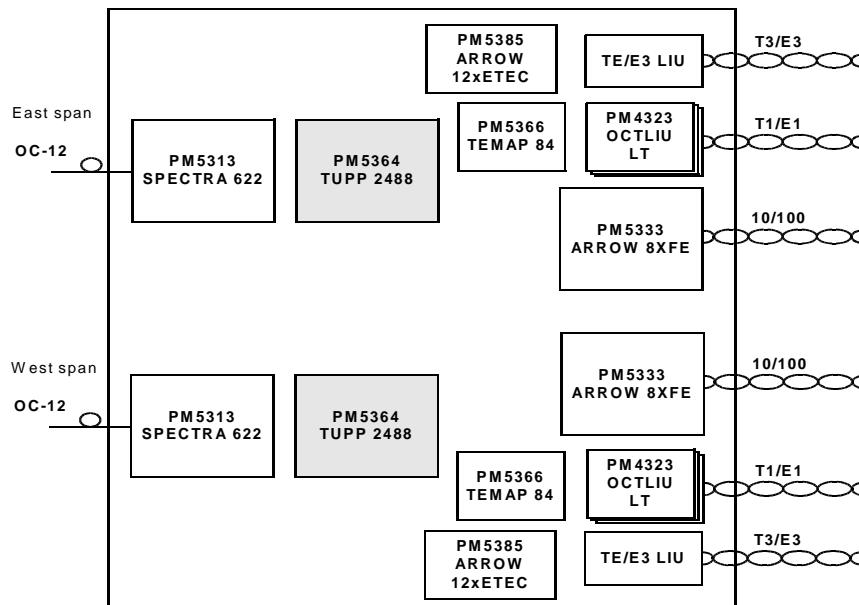 PM5385
ARROW
12xETEC
TE/E3 LIU
T3/E3
East span
OC-12
PM5313
SPECTRA 622
PM5364
TUPP 2488
PM5366
TEMAP 84
PM4323
OCTLIU
LT
T1/E1
PM5333
ARROW 8XFE
10/100
West span
OC-12
PM5313
SPECTRA 622
PM5364
TUPP 2488
PM5333
ARROW 8XFE
10/100
PM5366
TEMAP 84
PM4323
OCTLIU
LT
T1/E1
PM5385
ARROW
12xETEC
TE/E3 LIU
T3/E3